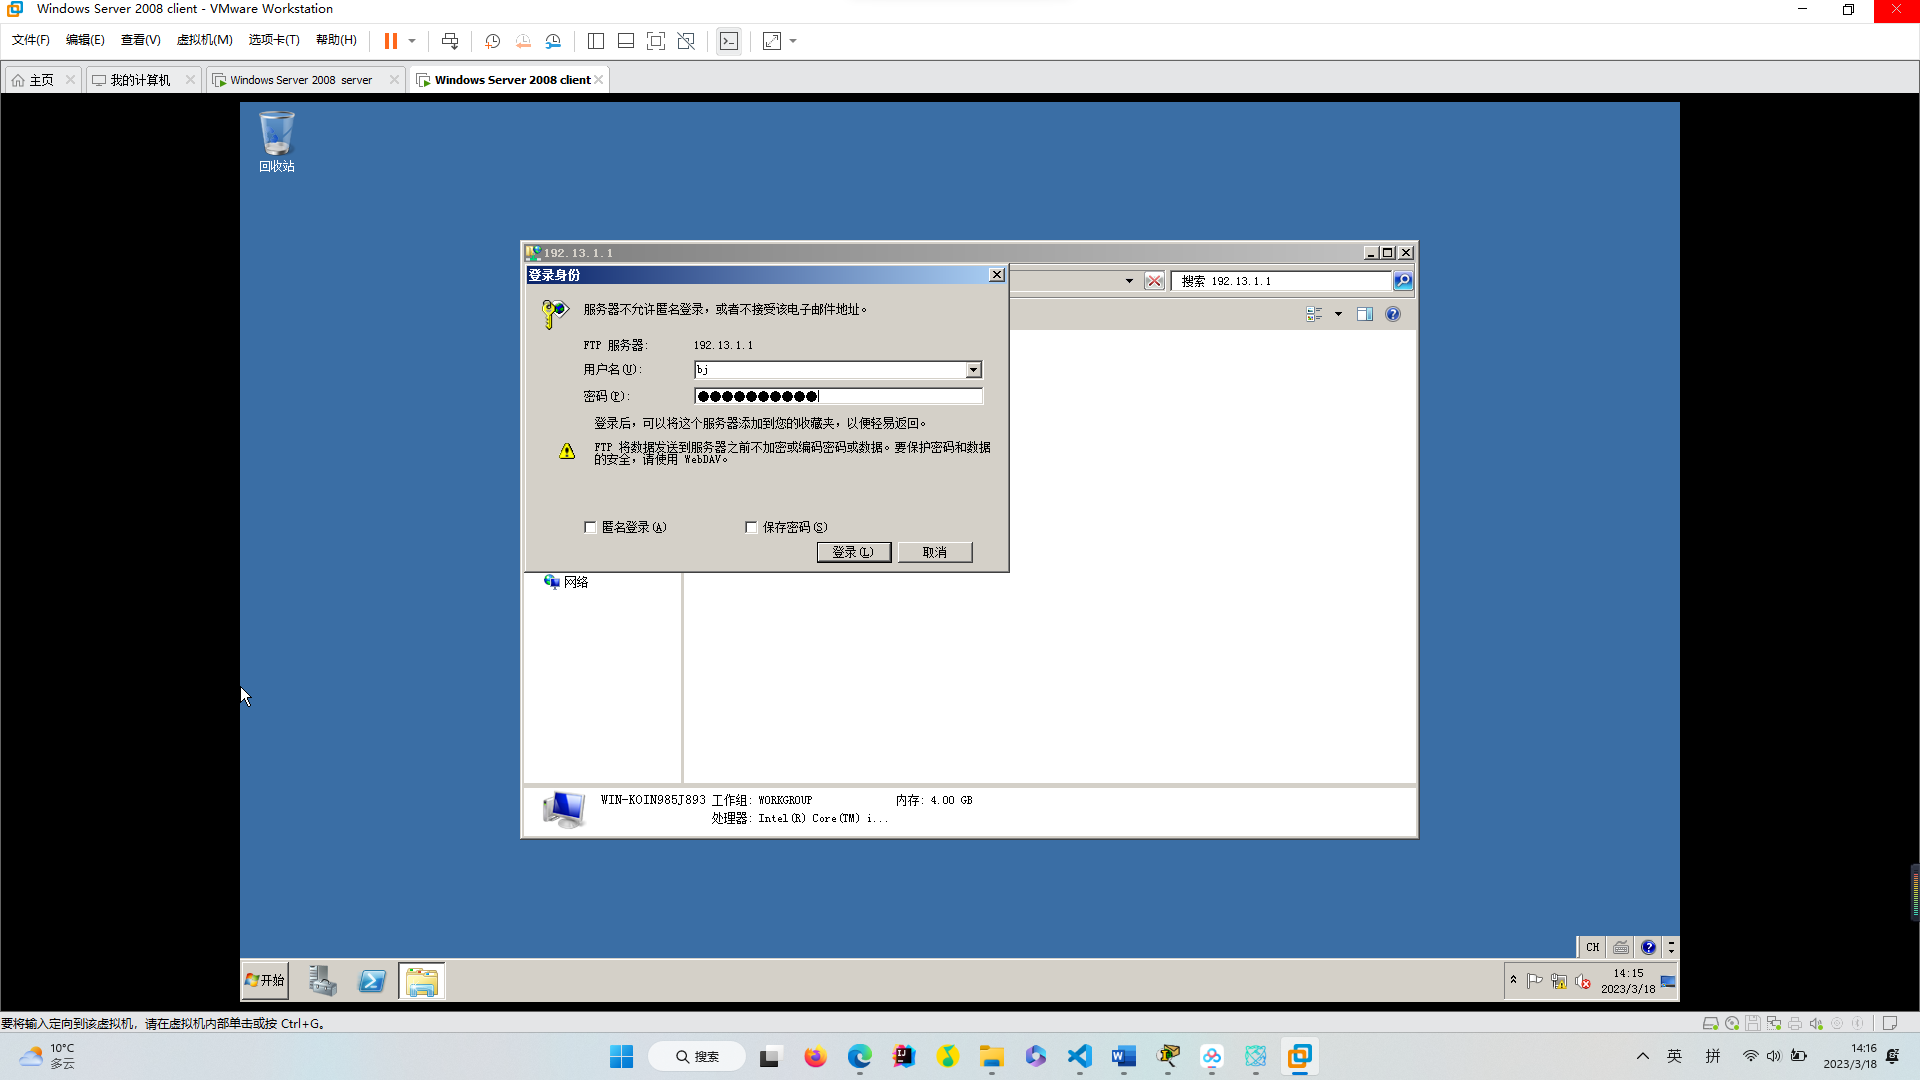 Windows Server 2008 client - VMware Workstation
文件(F) 编辑(E) 查看(V) 虚拟机(M) 选项卡(T) 帮助(H)
主页 我的计算机 Windows Server 2008 server Windows Server 2008 client
回收站
192.13.1.1
登录身份
搜索 192.13.1.1
服务器不允许匿名登录，或者不接受该电子邮件地址。
FTP 服务器: 192.13.1.1
用户名(U): bj
密码(P): ●●●●●●●●●●
登录后，可以将这个服务器添加到您的收藏夹，以便轻易返回。
FTP 将数据发送到服务器之前不加密或编码密码或数据。要保护密码和数据
的安全，请使用 WebDAV。
匿名登录(A) 保存密码(S)
登录(L) 取消
网络
WIN-KOIN985J893 工作组: WORKGROUP 内存: 4.00 GB
处理器: Intel(R) Core(TM) i...
CH
开始
14:15
2023/3/18
要将输入定向到该虚拟机，请在虚拟机内部单击或按 Ctrl+G。
10°C
多云
搜索
英 拼
14:16
2023/3/18